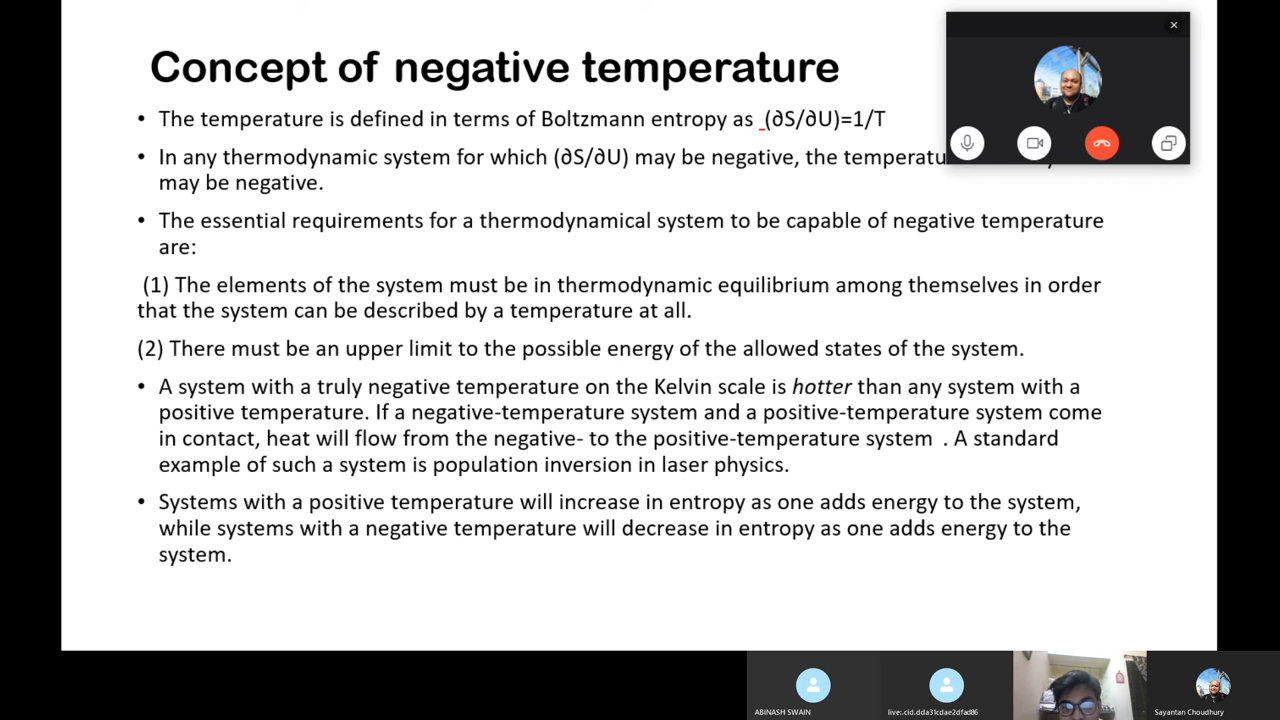 Concept of negative temperature
• The temperature is defined in terms of Boltzmann entropy as (∂S/∂U)=1/T
• In any thermodynamic system for which (∂S/∂U) may be negative, the
may be negative.
• The essential requirements for a thermodynamical system to be capable of negative temperature
are:
(1) The elements of the system must be in thermodynamic equilibrium among themselves in order
that the system can be described by a temperature at all.
(2) There must be an upper limit to the possible energy of the allowed states of the system.
• A system with a truly negative temperature on the Kelvin scale is hotter than any system with a
positive temperature. If a negative-temperature system and a positive-temperature system come
in contact, heat will flow from the negative- to the positive-temperature system . A standard
example of such a system is population inversion in laser physics.
• Systems with a positive temperature will increase in entropy as one adds energy to the system,
while systems with a negative temperature will decrease in entropy as one adds energy to the
system.
ABINASH SWAIN
live:.cid.dda31cdae2dfad86
Sayantan Choudhury